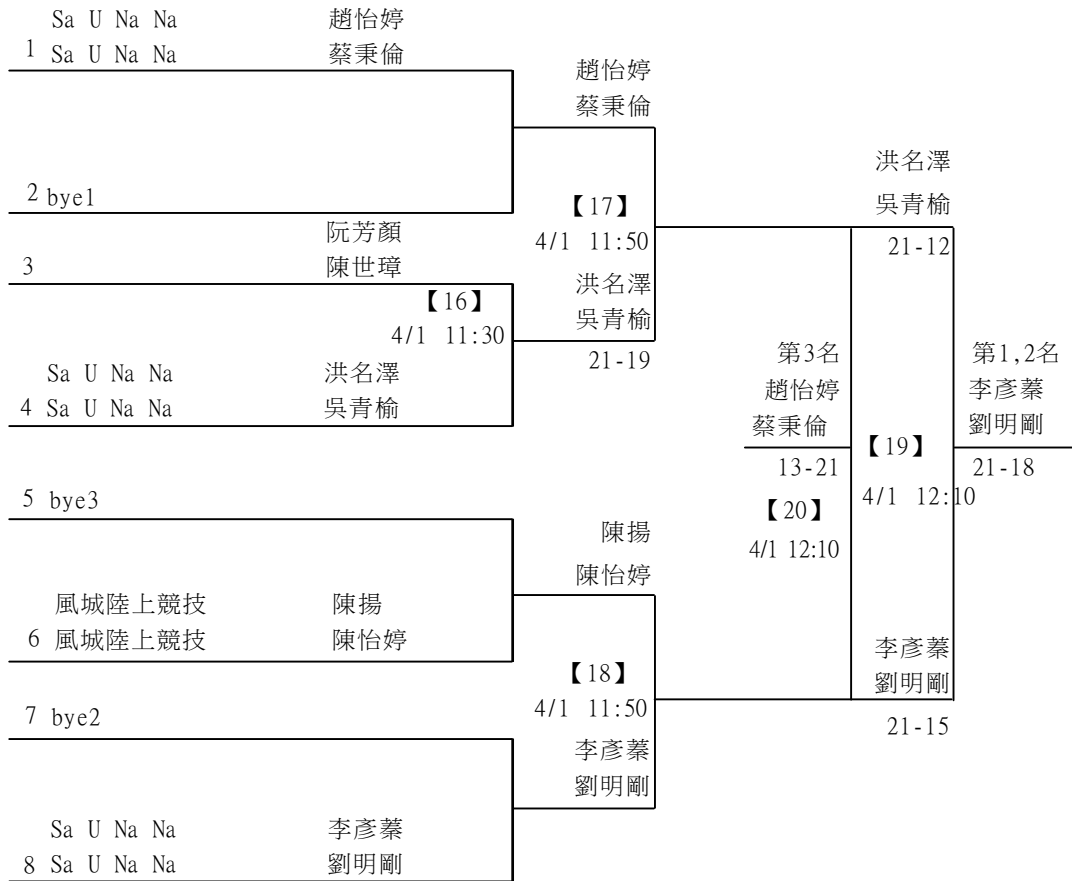 Sa U Na Na 趙怡婷
1 Sa U Na Na 蔡秉倫
趙怡婷
蔡秉倫
洪名澤
2 bye1
吳青榆
【17】
阮芳顏
4/1 11:50
21-12
3 陳世璋
洪名澤
【16】
吳青榆
4/1 11:30
21-19
第3名
第1,2名
Sa U Na Na 洪名澤
趙怡婷
李彥蓁
4 Sa U Na Na 吳青榆
蔡秉倫
劉明剛
【19】
13-21
21-18
5 bye3
4/1 12:10
【20】
陳揚
4/1 12:10
陳怡婷
風城陸上競技 陳揚
6 風城陸上競技 陳怡婷
李彥蓁
【18】
劉明剛
7 bye2
4/1 11:50
21-15
李彥蓁
劉明剛
Sa U Na Na 李彥蓁
8 Sa U Na Na 劉明剛